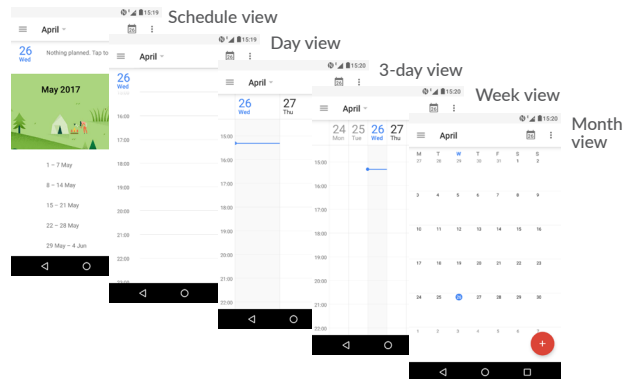 15:19
Schedule view
April
26
Wed
Nothing planned. Tap to
May 2017
1 – 7 May
8 – 14 May
15 – 21 May
22 – 28 May
29 May – 4 Jun
15:19
Day view
April
26
Wed
16:00
17:00
18:00
19:00
20:00
21:00
22:00
15:20
3-day view
April
26 27
Wed Thu
15:00
16:00
17:00
18:00
19:00
20:00
21:00
22:00
15:20
Week view
April
24 25 26 27
Mon Tue Wed Thu
15:00
16:00
17:00
18:00
19:00
20:00
21:00
22:00
15:20
Month
view
April
M T W T F S S
27 28 29 30 31 1 2
3 4 5 6 7 8 9
10 11 12 13 14 15 16
17 18 19 20 21 22 23
24 25 26 27 28 29 30
1 2 3 4 5 6